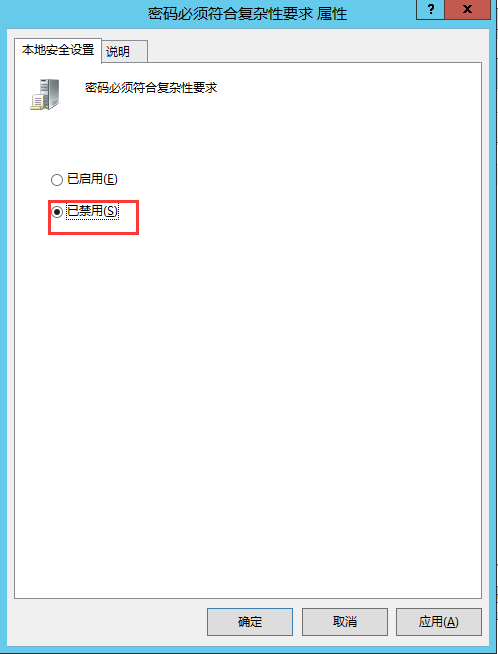 密码必须符合复杂性要求 属性
? x
本地安全设置 说明
密码必须符合复杂性要求
已启用(E)
已禁用(S)
确定 取消 应用(A)